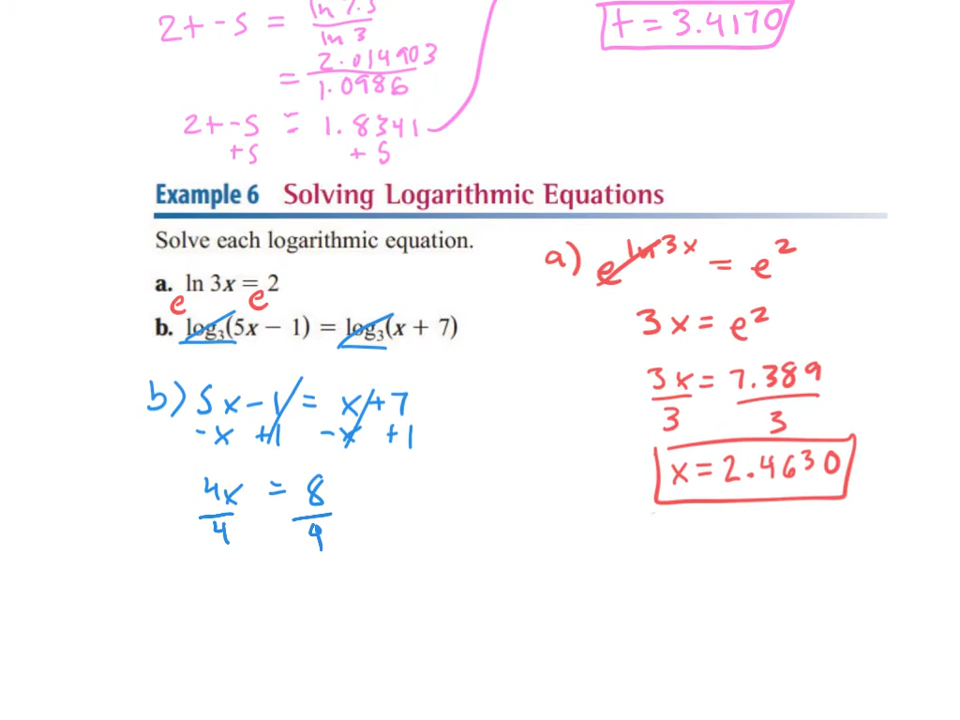 2t - 5 = ln 7.5 / ln 3
= 2.014903 / 1.0986
2t - 5 = 1.8341
+5 +5
t = 3.4170
Example 6 Solving Logarithmic Equations
Solve each logarithmic equation.
a. ln 3x = 2
e e
b. log₃(5x − 1) = log₃(x + 7)
b) 5x - 1 = x + 7
-x +1 -x +1
4x = 8
4 4
a) e^ln 3x = e²
3x = e²
3x = 7.389
3 3
x = 2.4630